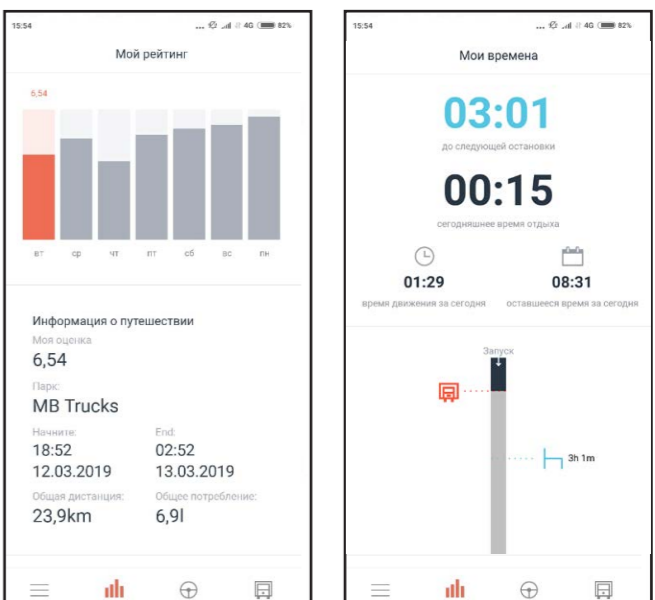 15:54 ... 4G 82%
Мой рейтинг
6,54
вт ср чт пт сб вс пн
Информация о путешествии
Моя оценка
6,54
Парк:
MB Trucks
Начните: End:
18:52 02:52
12.03.2019 13.03.2019
Общая дистанция: Общее потребление:
23,9km 6,9l
15:54 ... 4G 82%
Мои времена
03:01
до следующей остановки
00:15
сегодняшнее время отдыха
01:29 08:31
время движения за сегодня оставшееся время за сегодня
Запуск
3h 1m